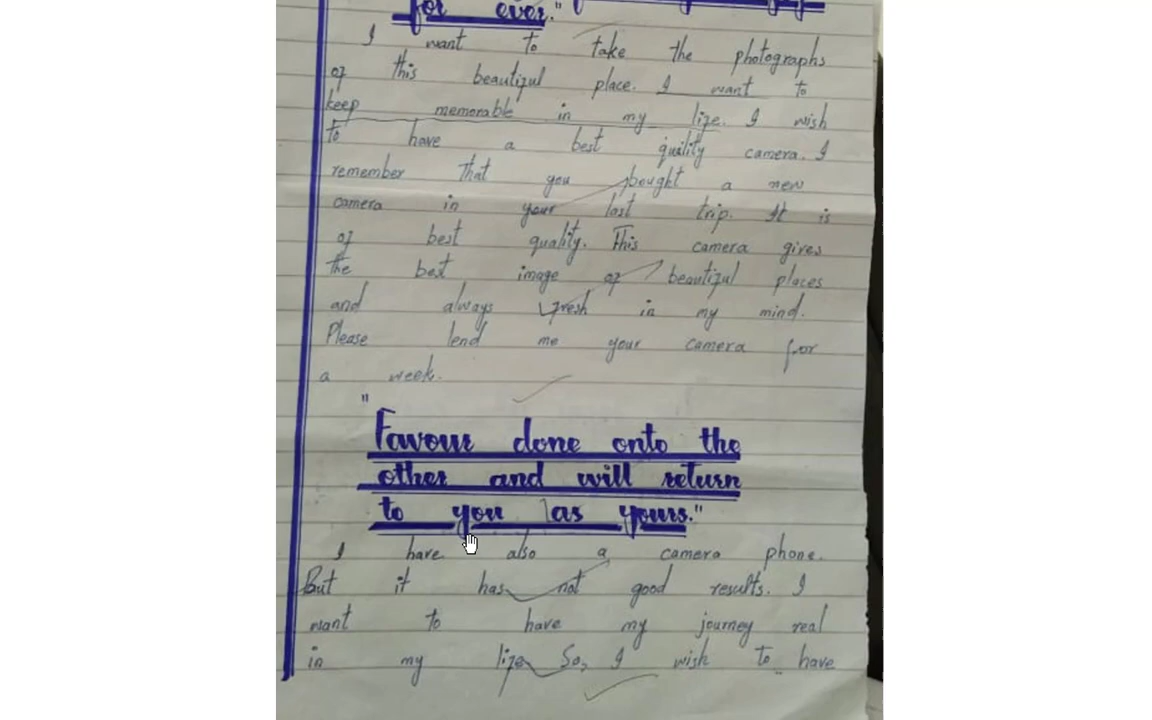 for ever."
I want to take the photographs
of this beautiful place. I want to
keep memorable in my life. I wish
to have a best quility camera. I
remember that you bought a new
camera in your last trip. It is
of best quality. This camera gives
the best image of beautiful places
and always fresh in my mind.
Please lend me your camera for
a week.
"Favour done onto the
other and will return
to you as yours."
I have also a camera phone.
But it has not good results. I
want to have my journey real
in my life. So, I wish to have